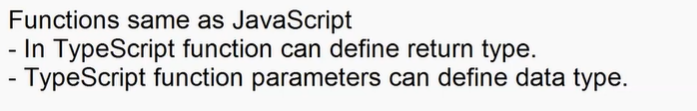 Functions same as JavaScript
- In TypeScript function can define return type.
- TypeScript function parameters can define data type.